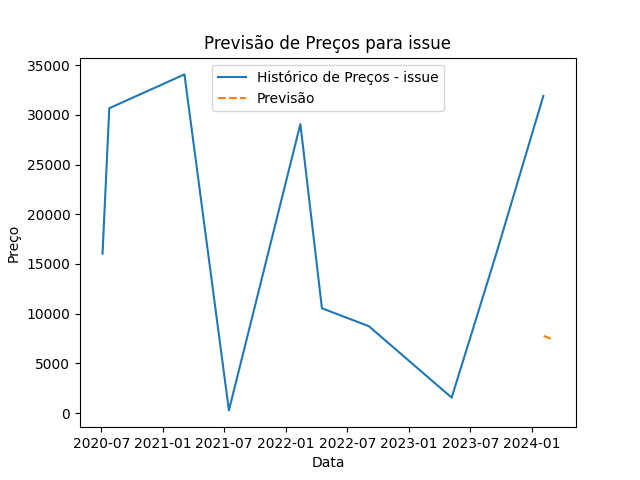 Previsão de Preços para issue
Histórico de Preços - issue
Previsão
Preço
35000
30000
25000
20000
15000
10000
5000
0
2020-07 2021-01 2021-07 2022-01 2022-07 2023-01 2023-07 2024-01
Data